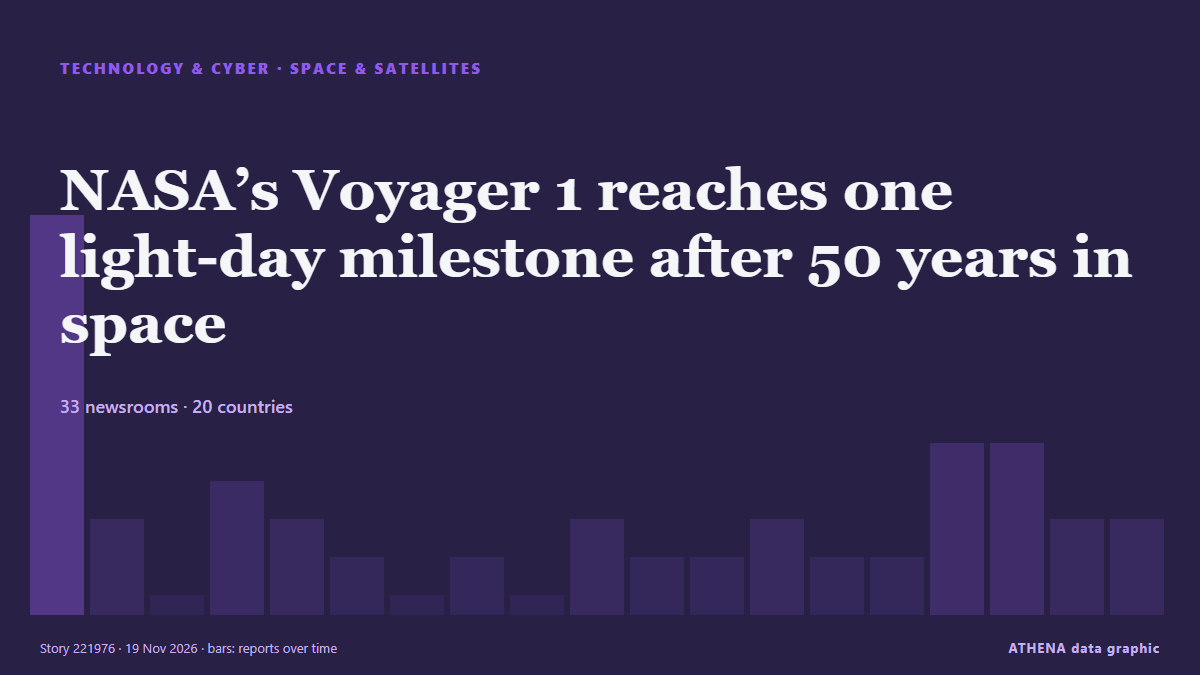 TECHNOLOGY & CYBER · SPACE & SATELLITES
NASA’s Voyager 1 reaches one
light-day milestone after 50 years in
space
33 newsrooms · 20 countries
Story 221976 · 19 Nov 2026 · bars: reports over time
ATHENA data graphic